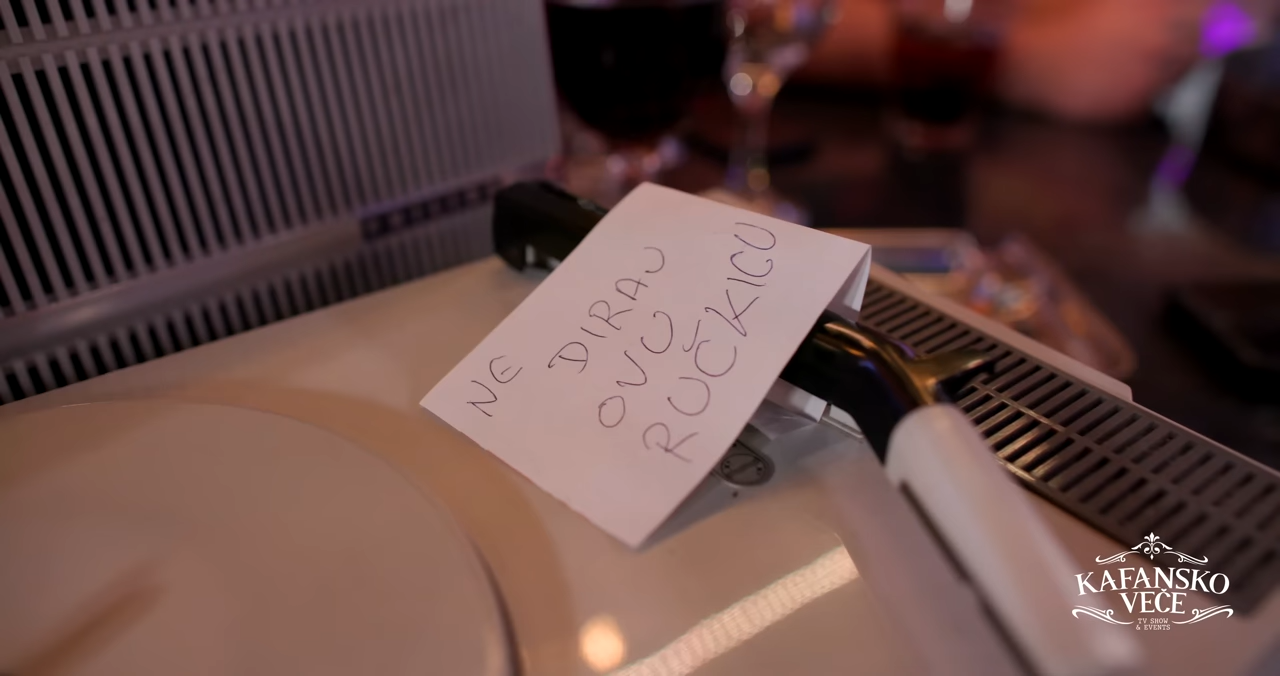 NE
DIRAJ
OVU
RUČKICU
KAFANSKO
VEČE
TV SHOW
& EVENTS